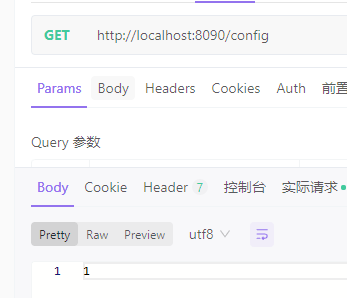 GET http://localhost:8090/config
Params Body Headers Cookies Auth 前置
Query 参数
Body Cookie Header 7 控制台 实际请求
Pretty Raw Preview utf8
1 1